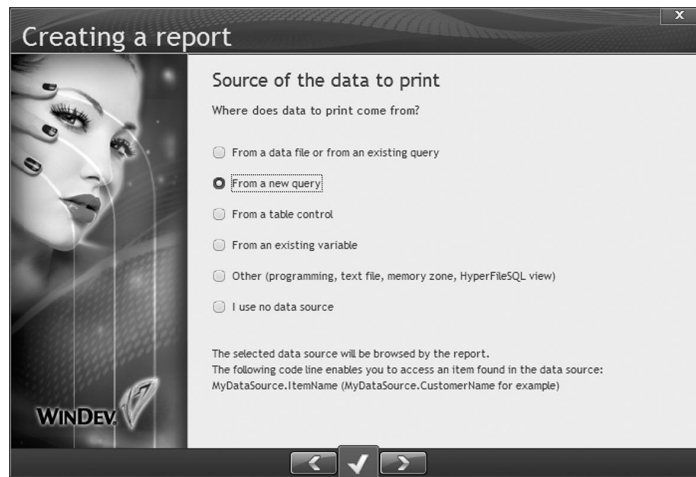 Creating a report
x
Source of the data to print
Where does data to print come from?
From a data file or from an existing query
From a new query
From a table control
From an existing variable
Other (programming, text file, memory zone, HyperFileSQL view)
I use no data source
The selected data source will be browsed by the report.
The following code line enables you to access an item found in the data source:
MyDataSource.ItemName (MyDataSource.CustomerName for example)
WINDEV.